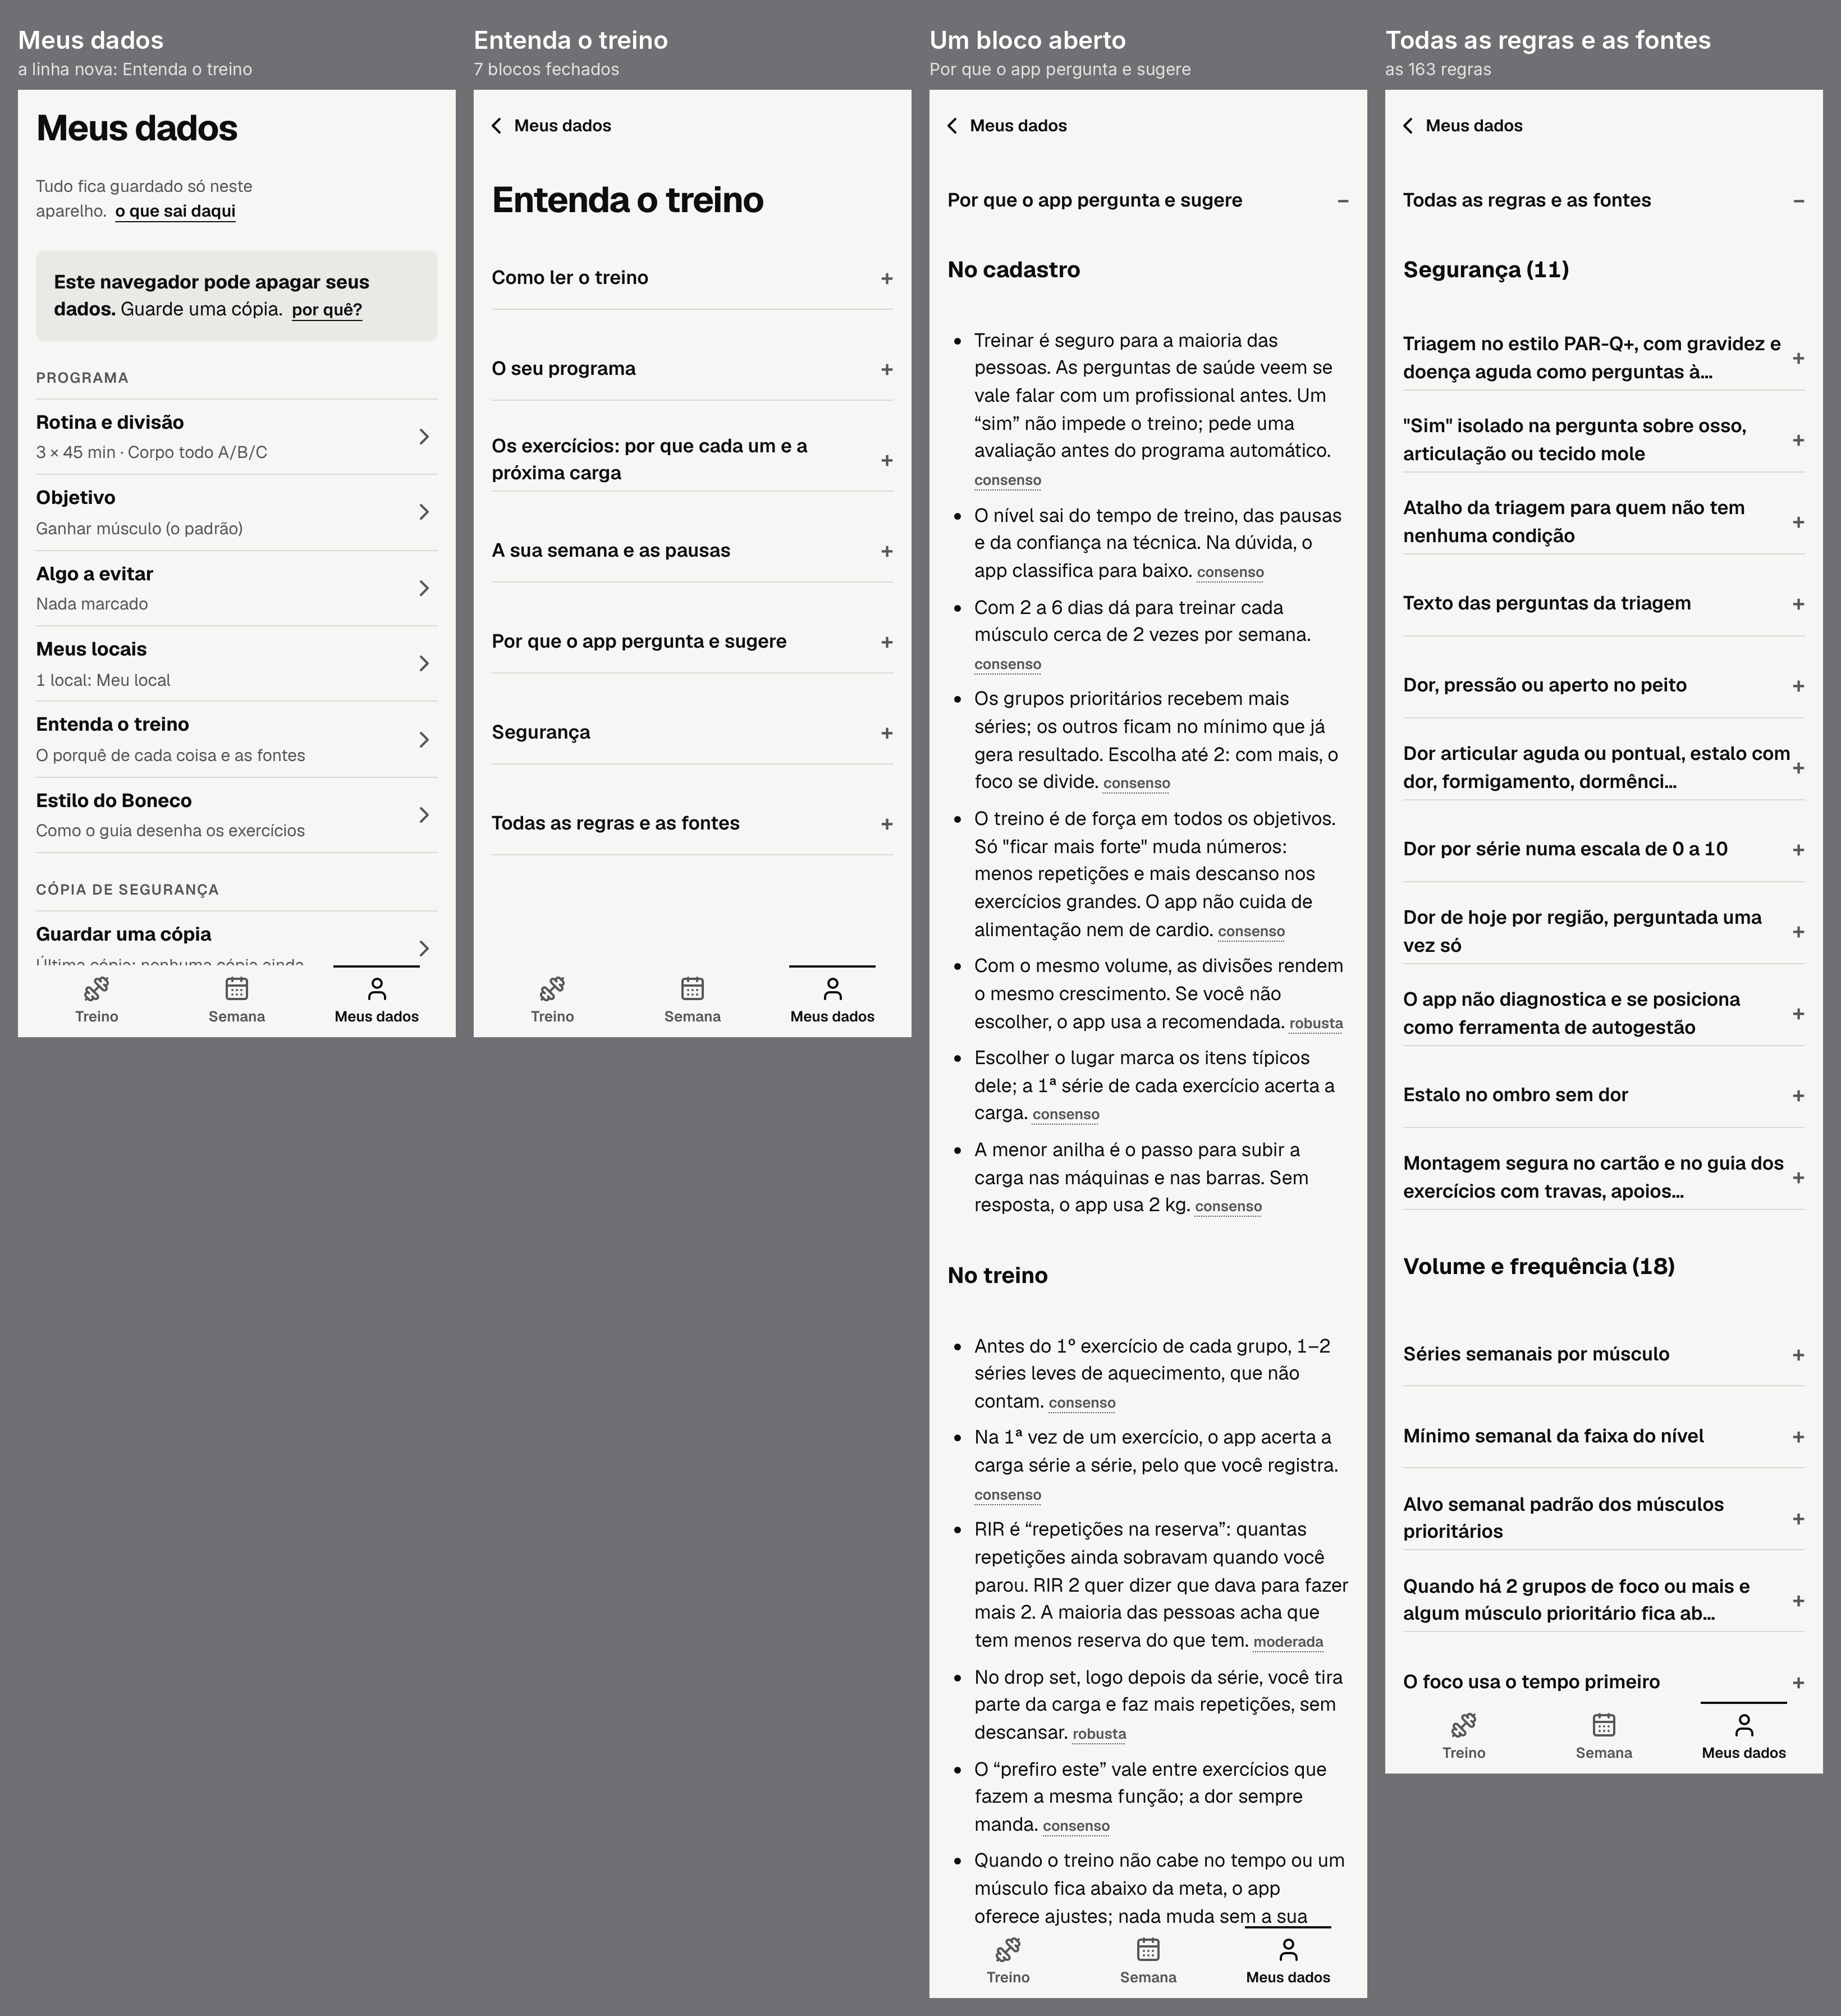 Meus dados
a linha nova: Entenda o treino
Meus dados
Tudo fica guardado só neste
aparelho. o que sai daqui
Este navegador pode apagar seus
dados. Guarde uma cópia. por quê?
PROGRAMA
Rotina e divisão
3 × 45 min · Corpo todo A/B/C
Objetivo
Ganhar músculo (o padrão)
Algo a evitar
Nada marcado
Meus locais
1 local: Meu local
Entenda o treino
O porquê de cada coisa e as fontes
Estilo do Boneco
Como o guia desenha os exercícios
CÓPIA DE SEGURANÇA
Guardar uma cópia
Última cópia: nenhuma cópia ainda
Treino
Semana
Meus dados
Entenda o treino
7 blocos fechados
Meus dados
Entenda o treino
Como ler o treino +
O seu programa +
Os exercícios: por que cada um e a
próxima carga +
A sua semana e as pausas +
Por que o app pergunta e sugere +
Segurança +
Todas as regras e as fontes +
Treino
Semana
Meus dados
Um bloco aberto
Por que o app pergunta e sugere
Meus dados
Por que o app pergunta e sugere −
No cadastro
• Treinar é seguro para a maioria das
pessoas. As perguntas de saúde veem se
vale falar com um profissional antes. Um
“sim” não impede o treino; pede uma
avaliação antes do programa automático.
consenso
• O nível sai do tempo de treino, das pausas
e da confiança na técnica. Na dúvida, o
app classifica para baixo. consenso
• Com 2 a 6 dias dá para treinar cada
músculo cerca de 2 vezes por semana.
consenso
• Os grupos prioritários recebem mais
séries; os outros ficam no mínimo que já
gera resultado. Escolha até 2: com mais, o
foco se divide. consenso
• O treino é de força em todos os objetivos.
Só "ficar mais forte" muda números:
menos repetições e mais descanso nos
exercícios grandes. O app não cuida de
alimentação nem de cardio. consenso
• Com o mesmo volume, as divisões rendem
o mesmo crescimento. Se você não
escolher, o app usa a recomendada. robusta
• Escolher o lugar marca os itens típicos
dele; a 1ª série de cada exercício acerta a
carga. consenso
• A menor anilha é o passo para subir a
carga nas máquinas e nas barras. Sem
resposta, o app usa 2 kg. consenso
No treino
• Antes do 1º exercício de cada grupo, 1–2
séries leves de aquecimento, que não
contam. consenso
• Na 1ª vez de um exercício, o app acerta a
carga série a série, pelo que você registra.
consenso
• RIR é “repetições na reserva”: quantas
repetições ainda sobravam quando você
parou. RIR 2 quer dizer que dava para fazer
mais 2. A maioria das pessoas acha que
tem menos reserva do que tem. moderada
• No drop set, logo depois da série, você tira
parte da carga e faz mais repetições, sem
descansar. robusta
• O “prefiro este” vale entre exercícios que
fazem a mesma função; a dor sempre
manda. consenso
• Quando o treino não cabe no tempo ou um
músculo fica abaixo da meta, o app
oferece ajustes; nada muda sem a sua
Treino
Semana
Meus dados
Todas as regras e as fontes
as 163 regras
Meus dados
Todas as regras e as fontes −
Segurança (11)
Triagem no estilo PAR-Q+, com gravidez e
doença aguda como perguntas à... +
"Sim" isolado na pergunta sobre osso,
articulação ou tecido mole +
Atalho da triagem para quem não tem
nenhuma condição +
Texto das perguntas da triagem +
Dor, pressão ou aperto no peito +
Dor articular aguda ou pontual, estalo com
dor, formigamento, dormênci... +
Dor por série numa escala de 0 a 10 +
Dor de hoje por região, perguntada uma
vez só +
O app não diagnostica e se posiciona
como ferramenta de autogestão +
Estalo no ombro sem dor +
Montagem segura no cartão e no guia dos
exercícios com travas, apoios... +
Volume e frequência (18)
Séries semanais por músculo +
Mínimo semanal da faixa do nível +
Alvo semanal padrão dos músculos
prioritários +
Quando há 2 grupos de foco ou mais e
algum músculo prioritário fica ab... +
O foco usa o tempo primeiro +
Treino
Semana
Meus dados